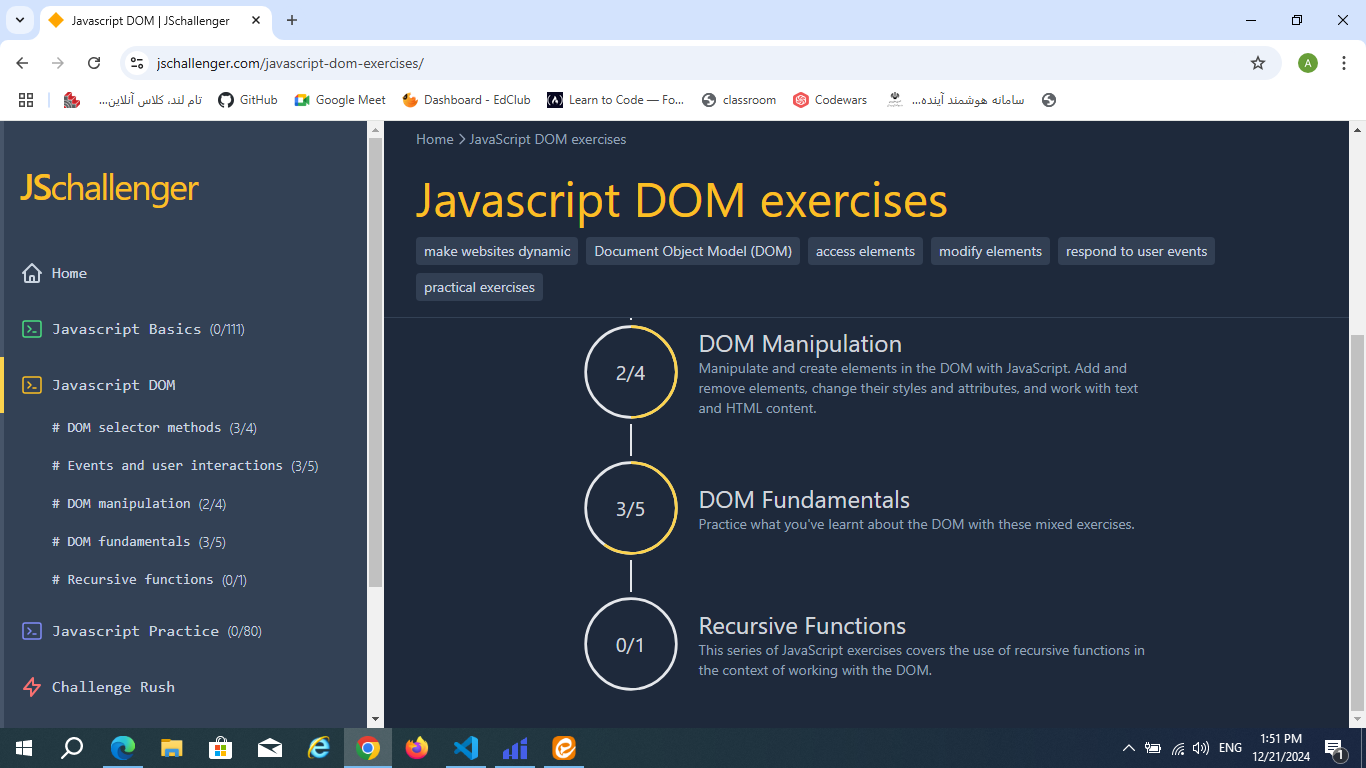 Javascript DOM | JSchallenger
jschallenger.com/javascript-dom-exercises/
A
تام لند، کلاس آنلاین...
GitHub
Google Meet
Dashboard - EdClub
Learn to Code — Fo...
classroom
Codewars
سامانه هوشمند آینده...
JSchallenger
Home
Javascript Basics (0/111)
Javascript DOM
# DOM selector methods (3/4)
# Events and user interactions (3/5)
# DOM manipulation (2/4)
# DOM fundamentals (3/5)
# Recursive functions (0/1)
Javascript Practice (0/80)
Challenge Rush
Home > JavaScript DOM exercises
Javascript DOM exercises
make websites dynamic
Document Object Model (DOM)
access elements
modify elements
respond to user events
practical exercises
2/4
DOM Manipulation
Manipulate and create elements in the DOM with JavaScript. Add and
remove elements, change their styles and attributes, and work with text
and HTML content.
3/5
DOM Fundamentals
Practice what you've learnt about the DOM with these mixed exercises.
0/1
Recursive Functions
This series of JavaScript exercises covers the use of recursive functions in
the context of working with the DOM.
ENG
1:51 PM
12/21/2024
1